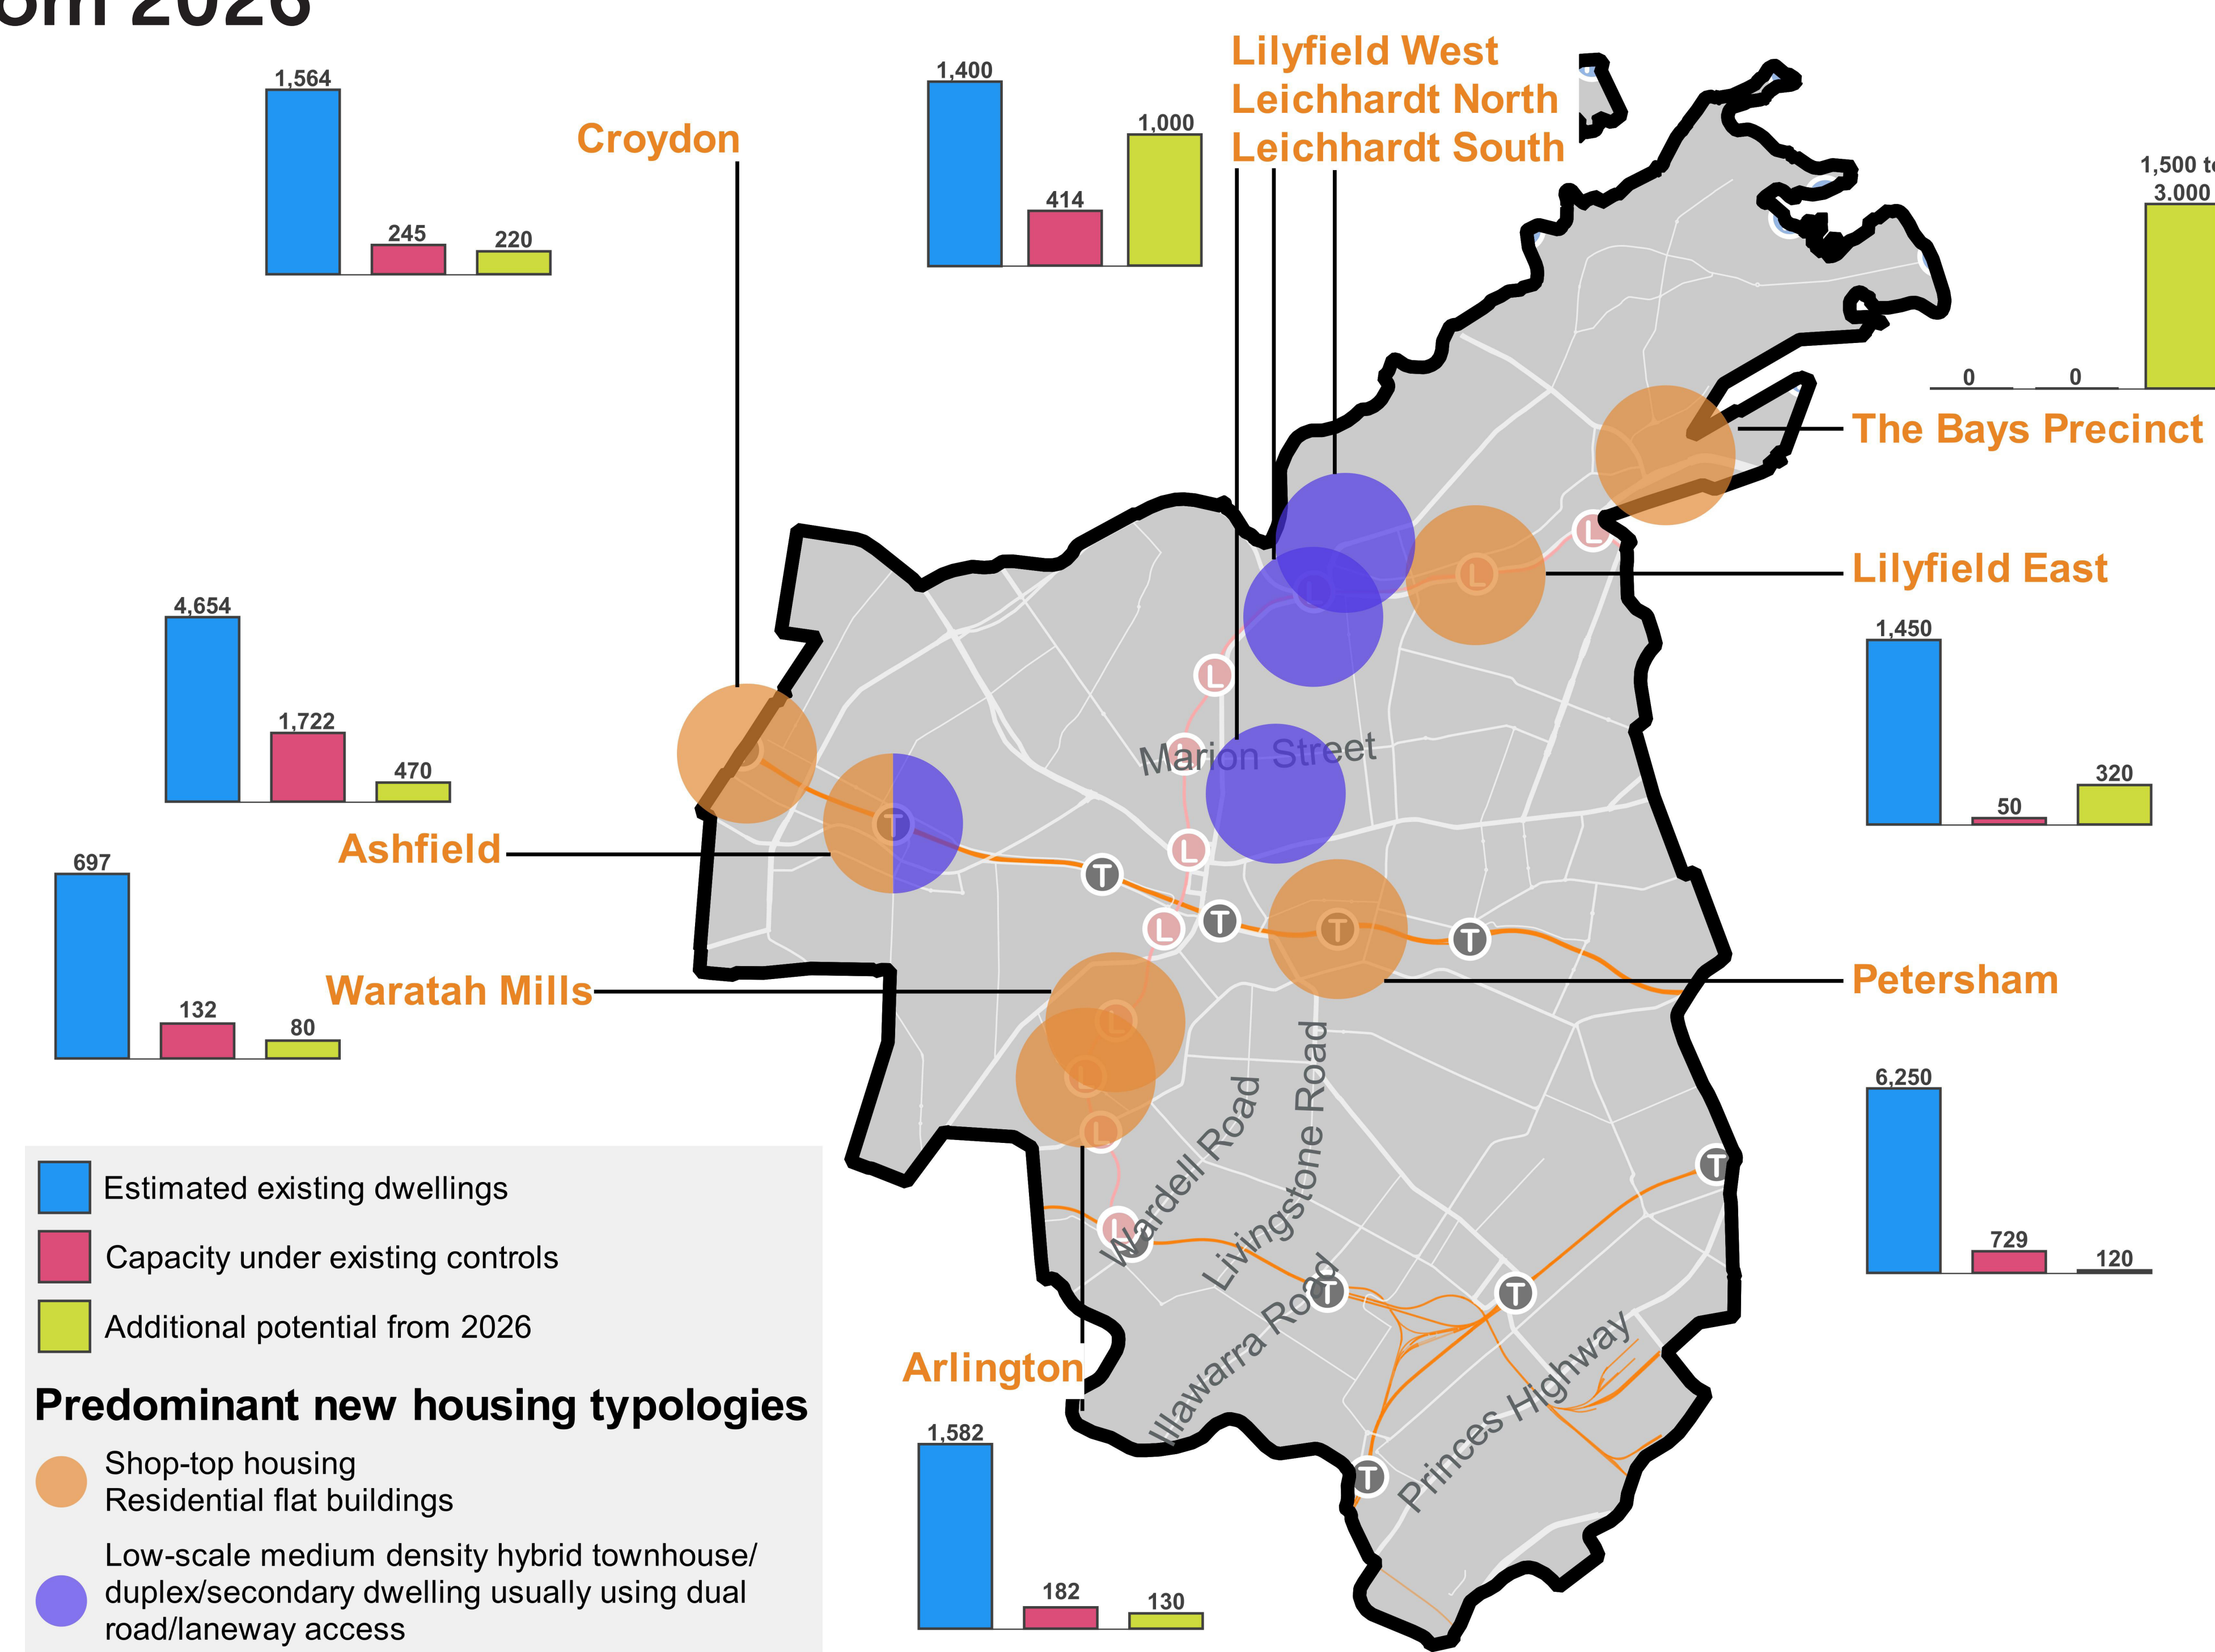 om 2026
1,564
245
220
Croydon
1,400
414
1,000
Lilyfield West
Leichhardt North
Leichhardt South
1,500 to
3.000
0
0
The Bays Precinct
Lilyfield East
1,450
50
320
4,654
1,722
470
Ashfield
697
132
80
Waratah Mills
Petersham
6,250
729
120
Arlington
1,582
182
130
Marion Street
Wardell Road
Livingstone Road
Illawarra Road
Princes Highway
L
L
L
L
L
L
L
L
L
L
L
T
T
T
T
T
T
T
T
T
Estimated existing dwellings
Capacity under existing controls
Additional potential from 2026
Predominant new housing typologies
Shop-top housing
Residential flat buildings
Low-scale medium density hybrid townhouse/
duplex/secondary dwelling usually using dual
road/laneway access